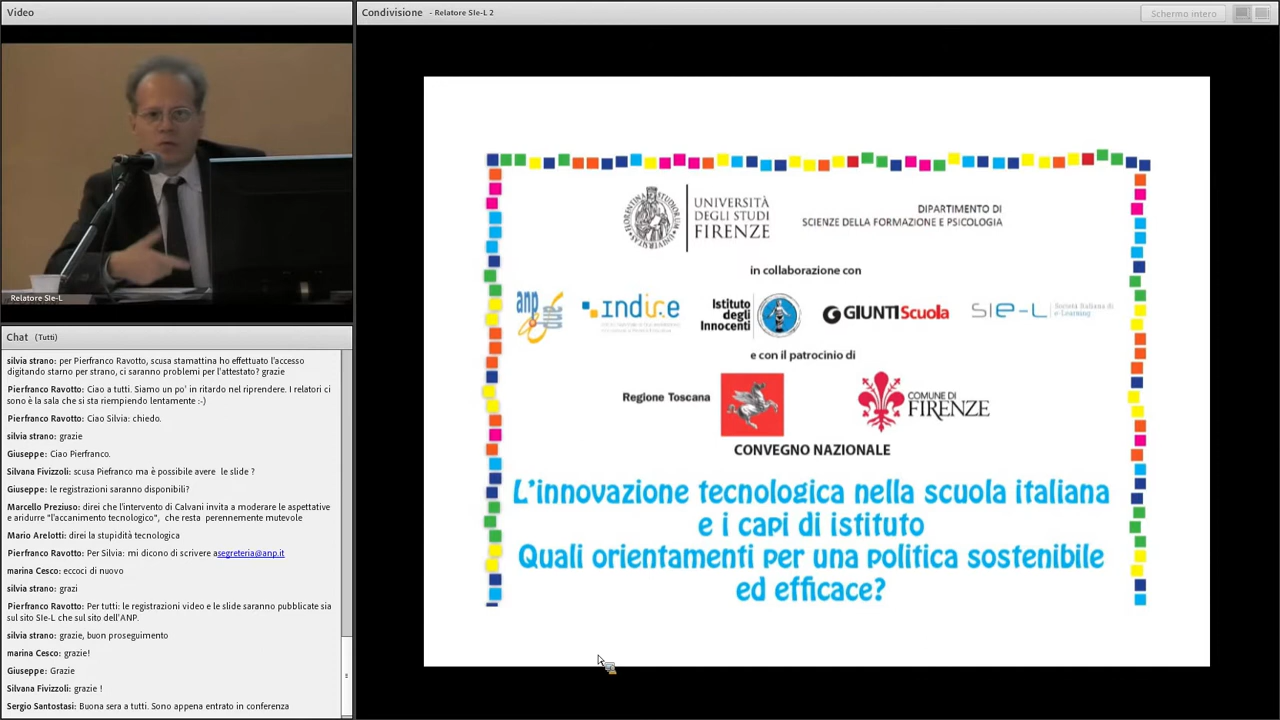 Video
Relatore SIe-L
Chat (Tutti)
silvia strano: per Pierfranco Ravotto, scusa stamattina ho effettuato l'accesso
digitando starno per strano, ci saranno problemi per l'attestato? grazie
Pierfranco Ravotto: Ciao a tutti. Siamo un po' in ritardo nel riprendere. I relatori ci
sono è la sala che si sta riempiendo lentamente :-)
Pierfranco Ravotto: Ciao Silvia: chiedo.
silvia strano: grazie
Giuseppe: Ciao Pierfranco.
Silvana Fivizzoli: scusa Piefranco ma è possibile avere le slide ?
Giuseppe: le registrazioni saranno disponibili?
Marcello Preziuso: direi che l'intervento di Calvani invita a moderare le aspettative
e aridurre "l'accanimento tecnologico", che resta perennemente mutevole
Mario Arelotti: direi la stupidità tecnologica
Pierfranco Ravotto: Per Silvia: mi dicono di scrivere asegreteria@anp.it
marina Cesco: eccoci di nuovo
silvia strano: grazi
Pierfranco Ravotto: Per tutti: le registrazioni video e le slide saranno pubblicate sia
sul sito SIe-L che sul sito dell'ANP.
silvia strano: grazie, buon proseguimento
marina Cesco: grazie!
Giuseppe: Grazie
Silvana Fivizzoli: grazie !
Sergio Santostasi: Buona sera a tutti. Sono appena entrato in conferenza
Condivisione - Relatore SIe-L 2
Schermo intero
UNIVERSITÀ
DEGLI STUDI
FIRENZE
DIPARTIMENTO DI
SCIENZE DELLA FORMAZIONE E PSICOLOGIA
in collaborazione con
anp
indire
Istituto
degli
Innocenti
GIUNTI Scuola
SIe-L Società Italiana di
e-Learning
e con il patrocinio di
Regione Toscana
COMUNE DI
FIRENZE
CONVEGNO NAZIONALE
L'innovazione tecnologica nella scuola italiana
e i capi di istituto
Quali orientamenti per una politica sostenibile
ed efficace?